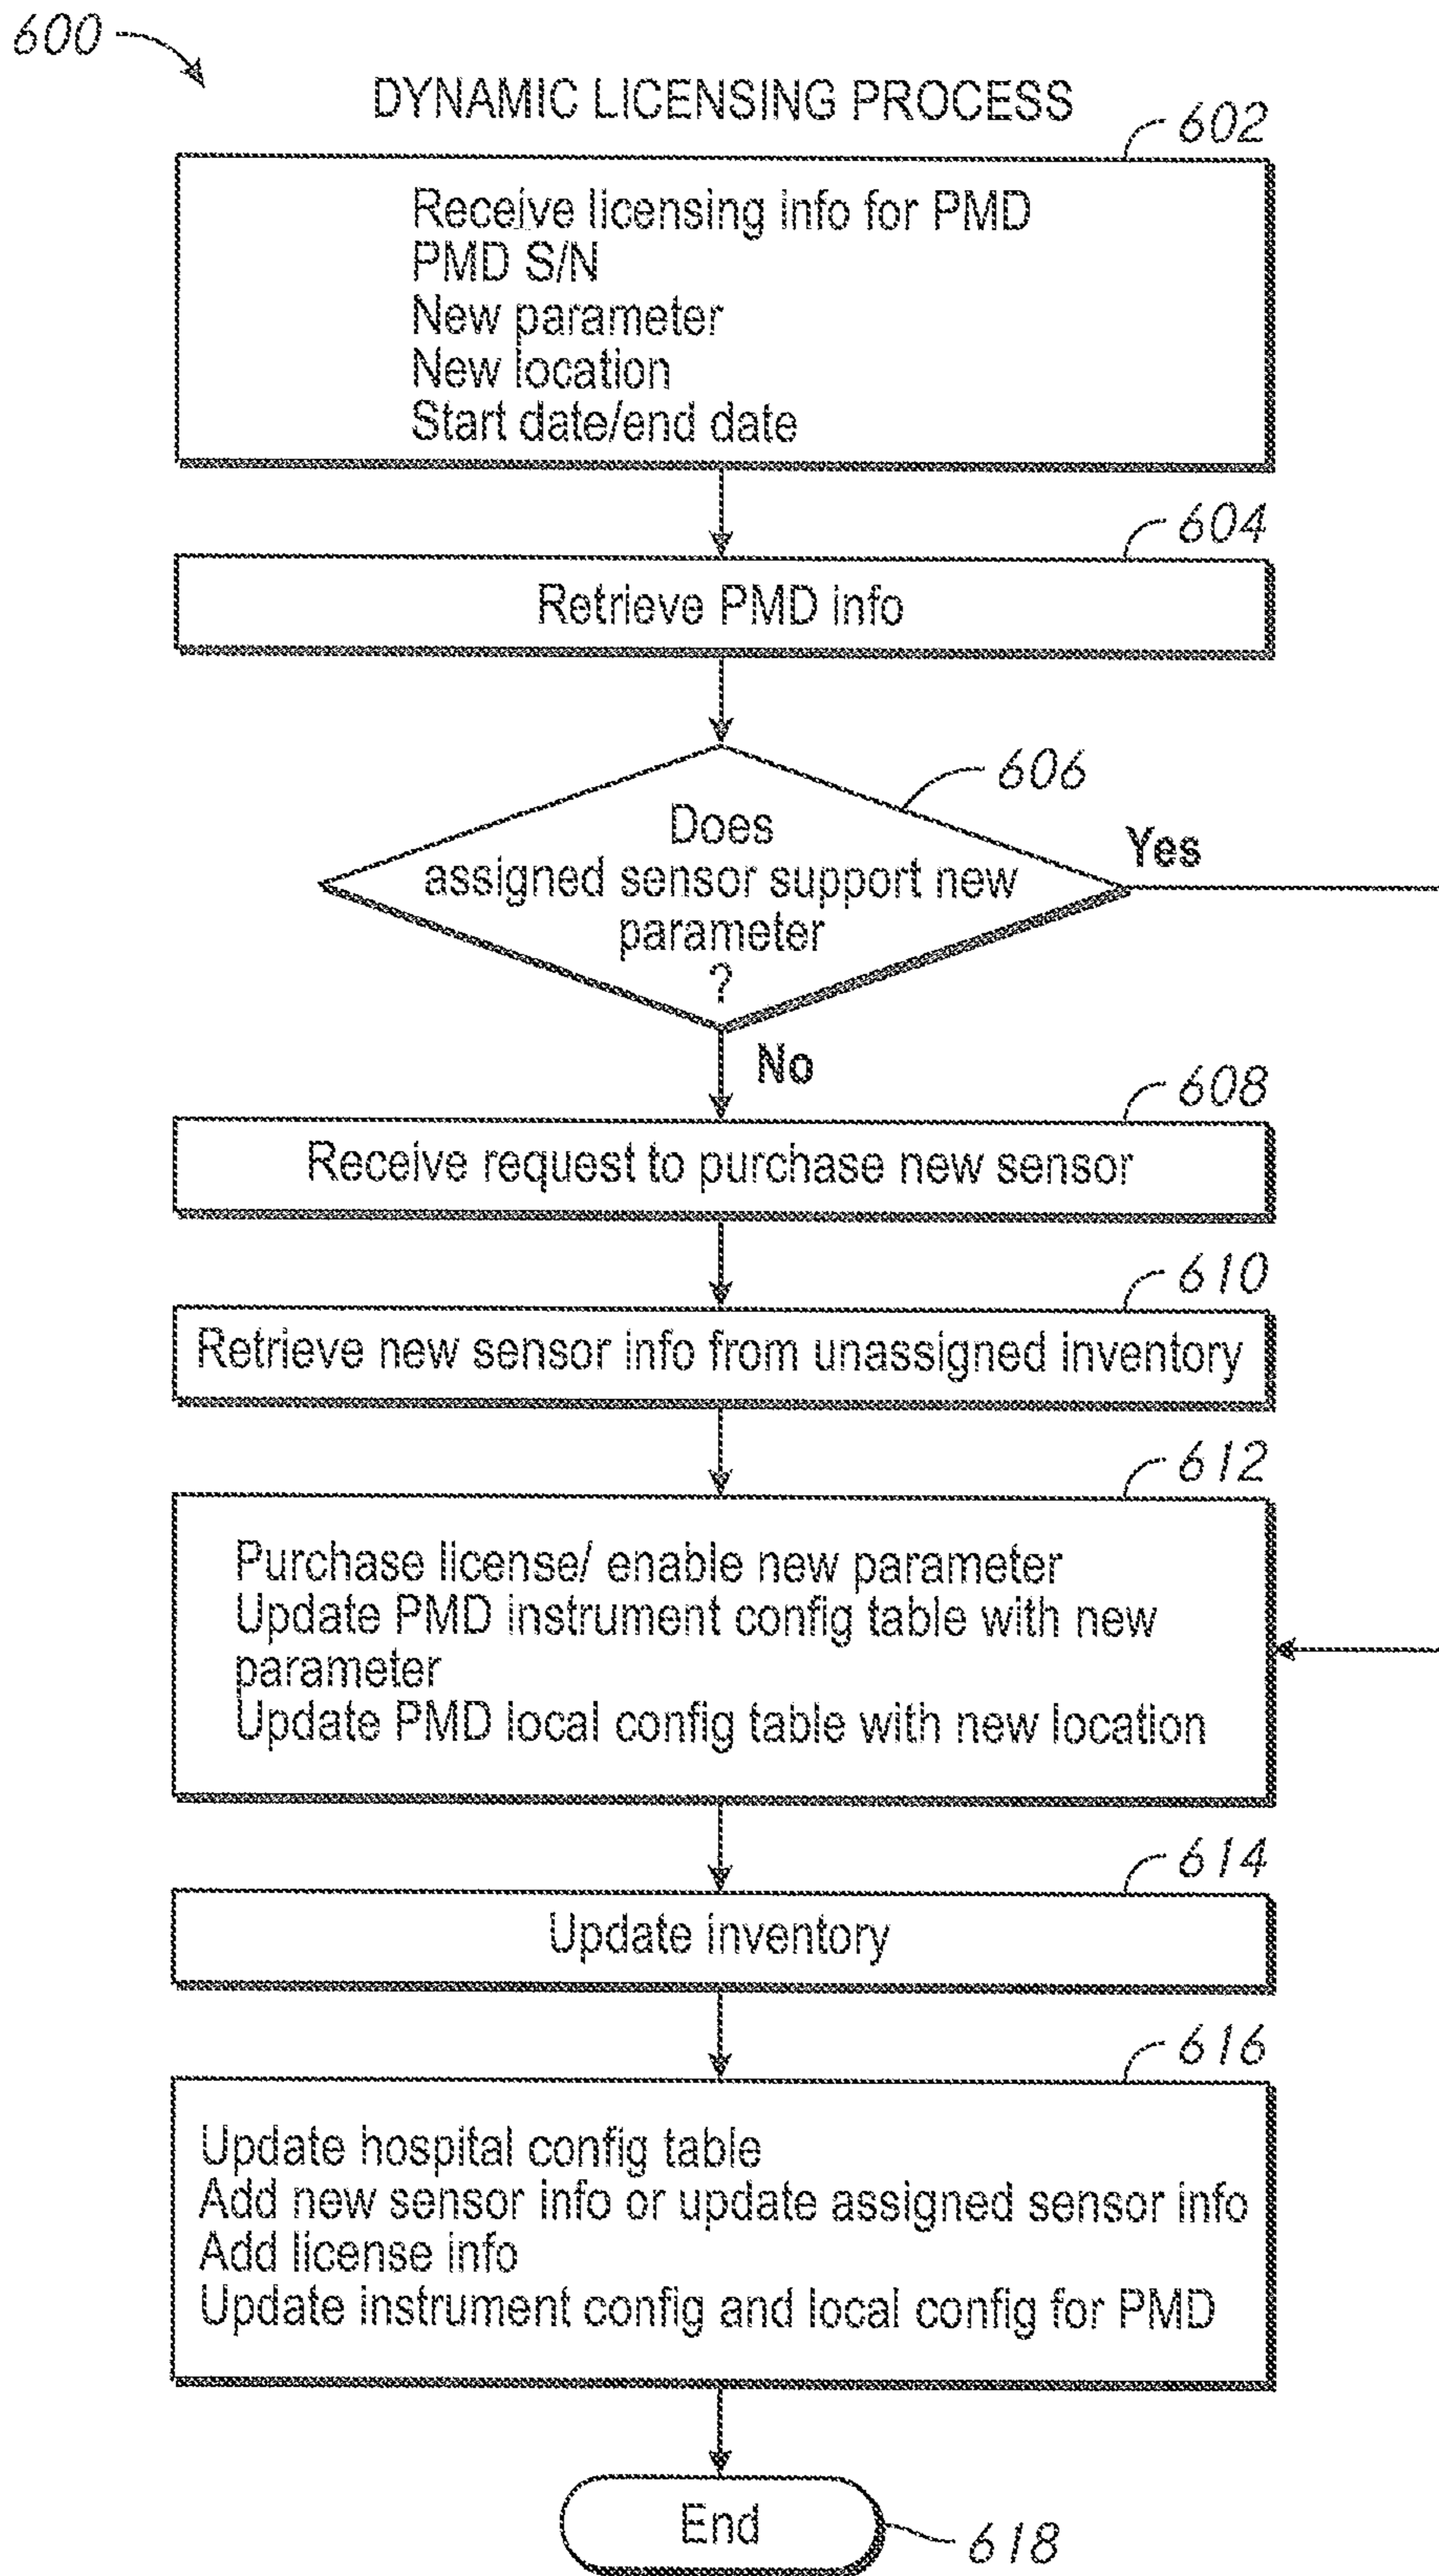 600
DYNAMIC LICENSING PROCESS
602
Receive licensing info for PMD
PMD S/N
New parameter
New location
Start date/end date
604
Retrieve PMD info
606
Does
assigned sensor support new
parameter
?
Yes
No
608
Receive request to purchase new sensor
610
Retrieve new sensor info from unassigned inventory
612
Purchase license/ enable new parameter
Update PMD instrument config table with new
parameter
Update PMD local config table with new location
614
Update inventory
616
Update hospital config table
Add new sensor info or update assigned sensor info
Add license info
Update instrument config and local config for PMD
End
618